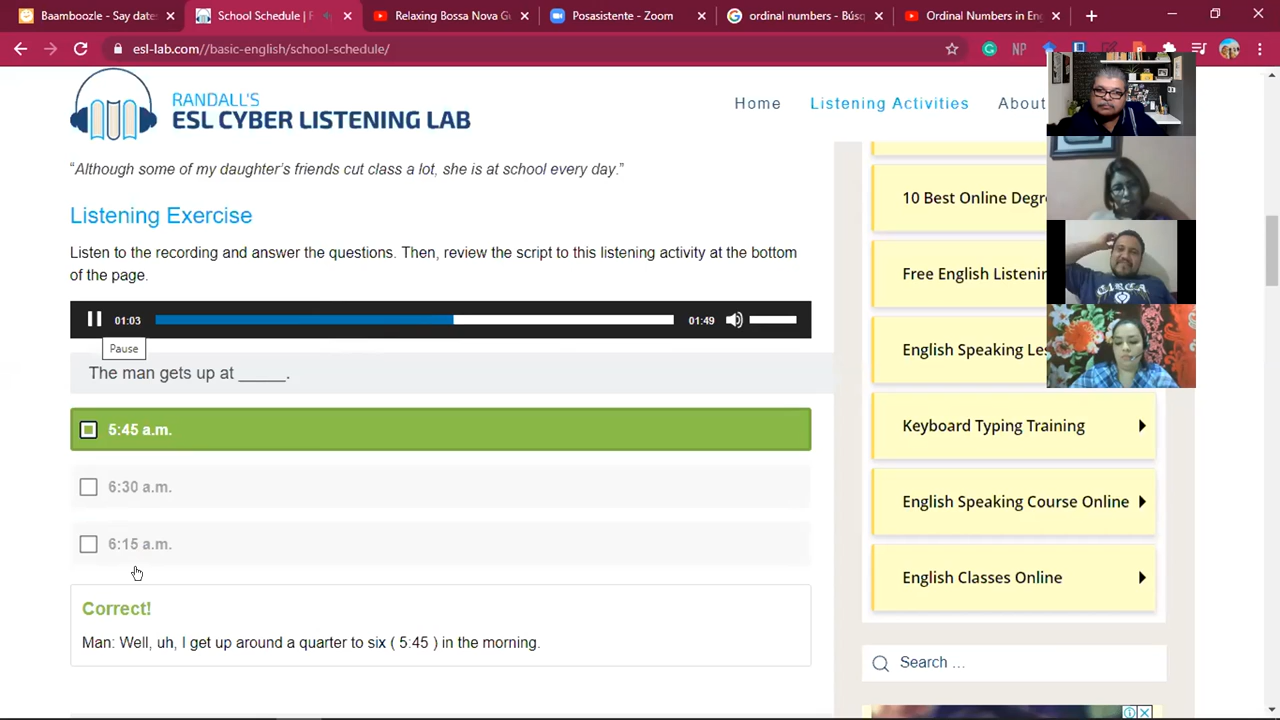 Baamboozle - Say dates
School Schedule | F
Relaxing Bossa Nova Gu
Posasistente - Zoom
ordinal numbers - Búsq
Ordinal Numbers in Eng
esl-lab.com//basic-english/school-schedule/
NP
RANDALL'S
ESL CYBER LISTENING LAB
Home
Listening Activities
About
"Although some of my daughter's friends cut class a lot, she is at school every day."
Listening Exercise
Listen to the recording and answer the questions. Then, review the script to this listening activity at the bottom
of the page.
01:03
01:49
Pause
The man gets up at _____.
5:45 a.m.
6:30 a.m.
6:15 a.m.
Correct!
Man: Well, uh, I get up around a quarter to six ( 5:45 ) in the morning.
10 Best Online Degr
Free English Listenin
English Speaking Les
Keyboard Typing Training
English Speaking Course Online
English Classes Online
Search …
CIRCA